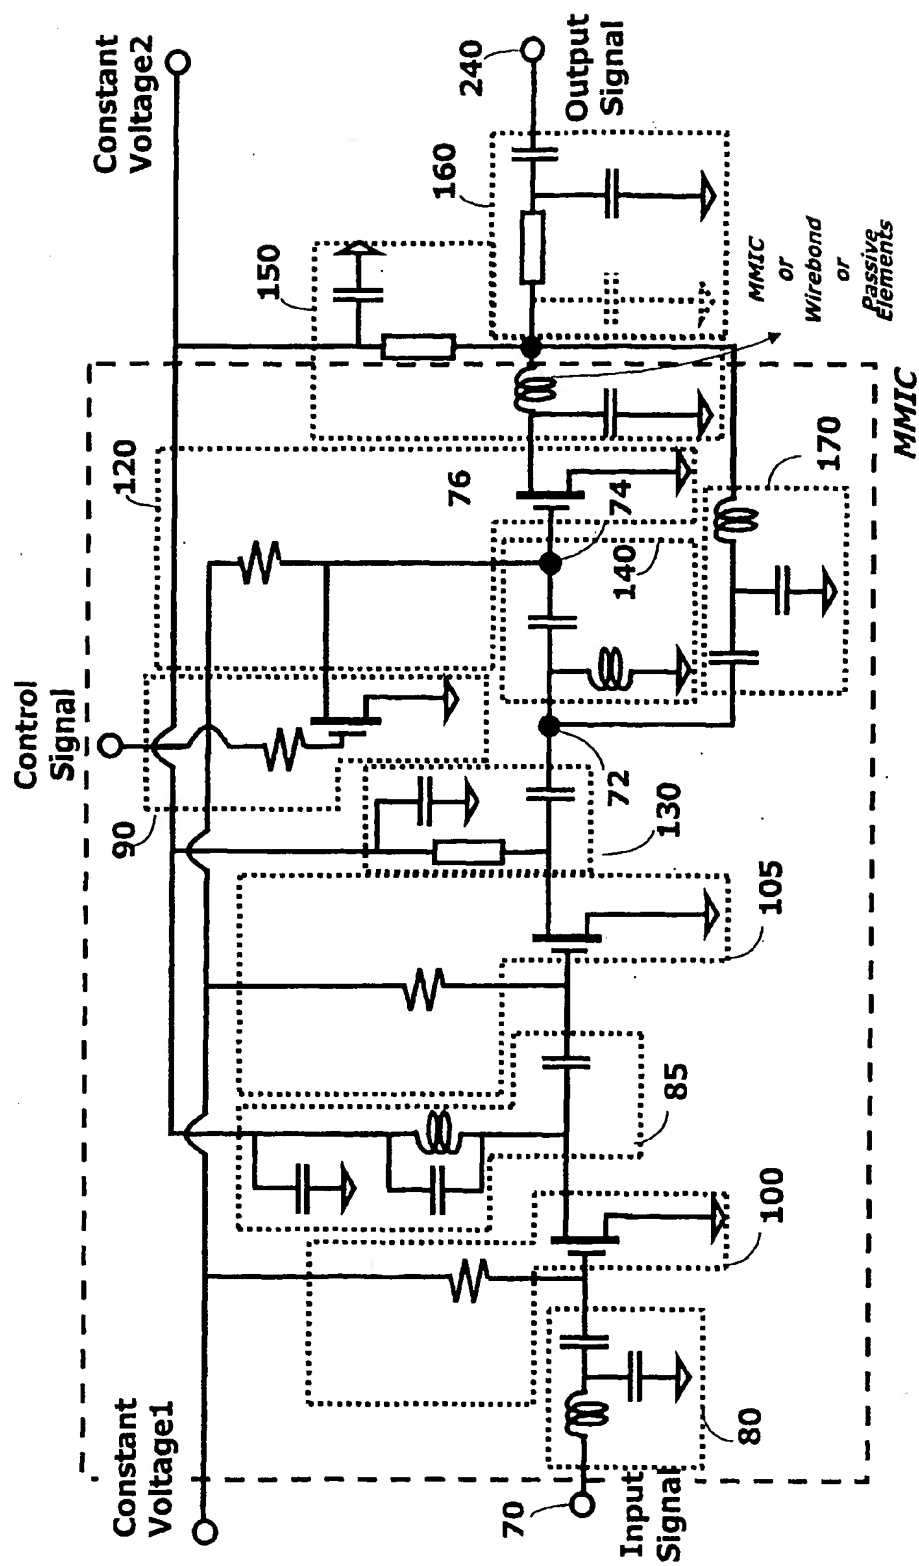 Constant
Voltage1
Constant
Voltage2
Control
Signal
90
120
150
160
240
Output
Signal
76
74
140
72
130
105
85
100
80
70
Input
Signal
170
MMIC
or
Wirebond
or
Passive
Elements
MMIC